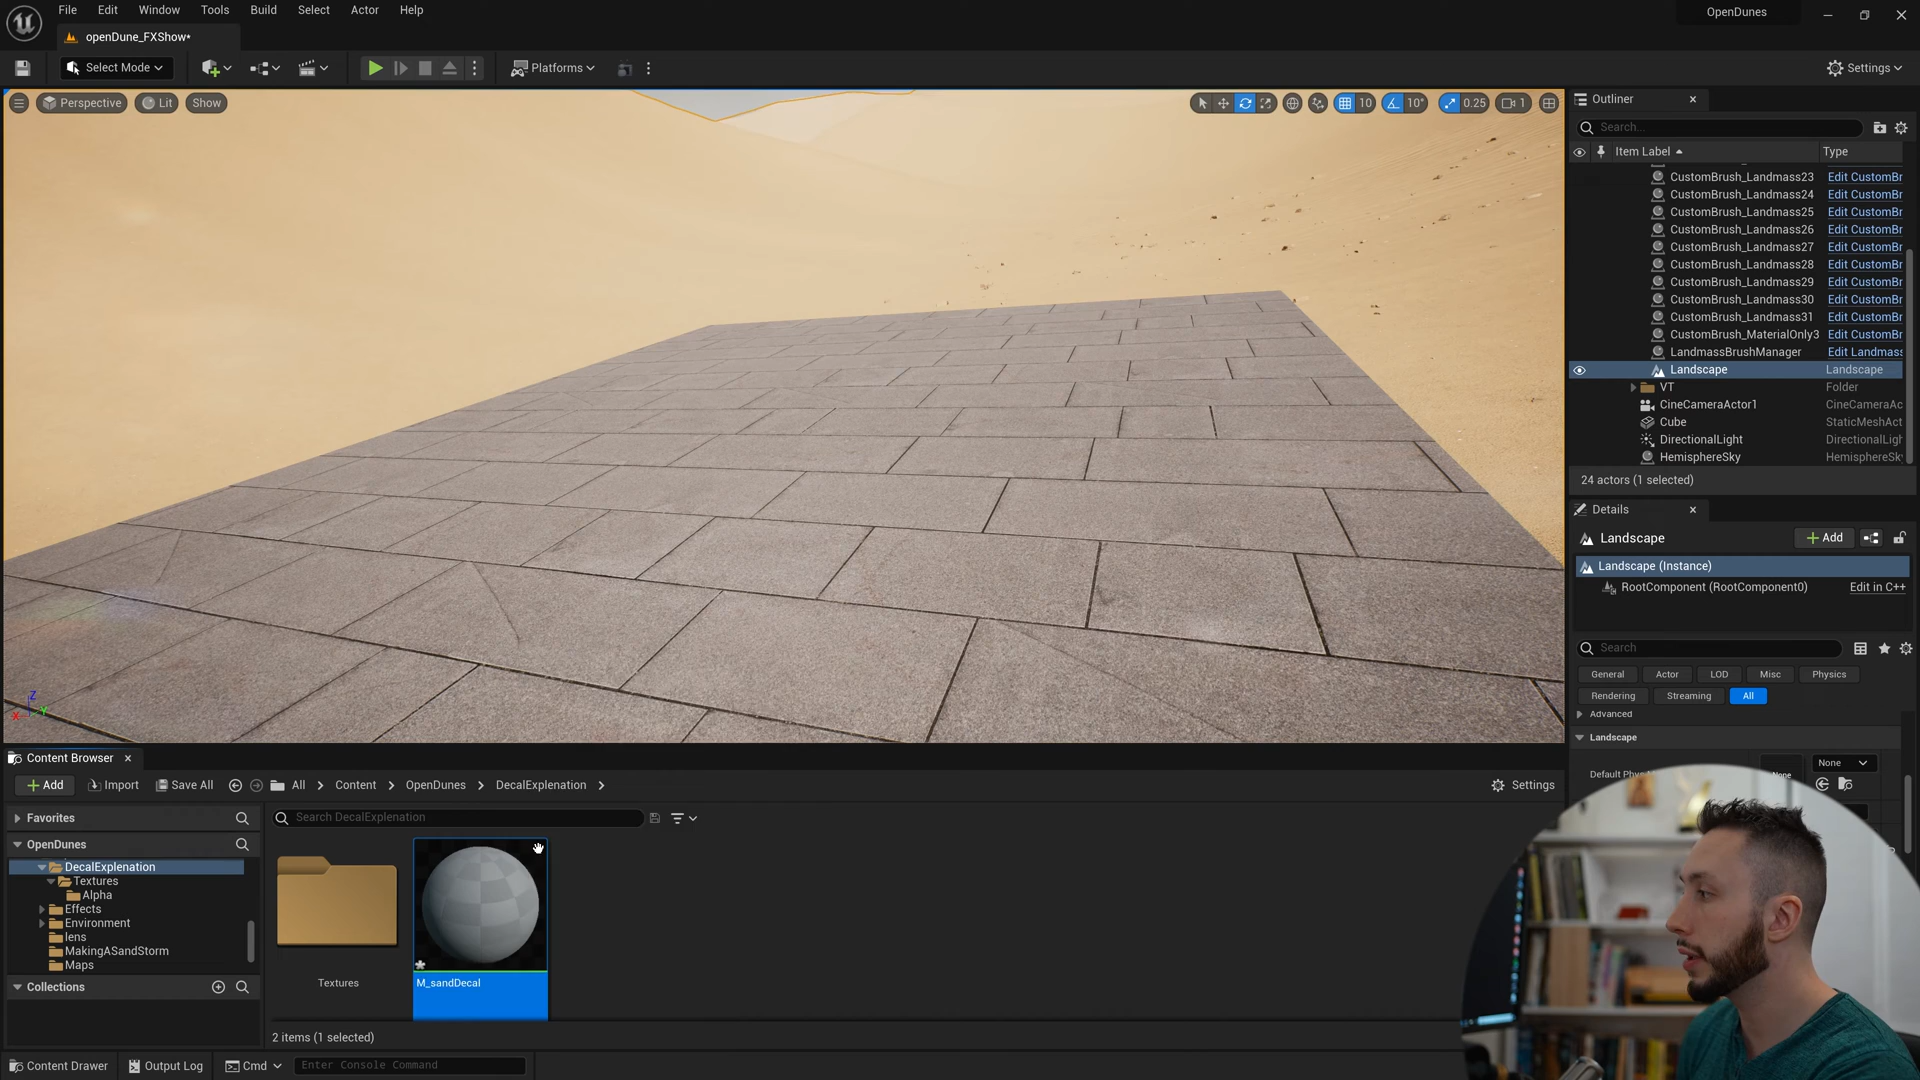 File Edit Window Tools Build Select Actor Help
OpenDunes
openDune_FXShow*
Select Mode
Platforms
Settings
Perspective
Lit
Show
10
10°
0.25
1
Outliner
Search...
Item Label
Type
CustomBrush_Landmass23 Edit CustomBr
CustomBrush_Landmass24 Edit CustomBr
CustomBrush_Landmass25 Edit CustomBr
CustomBrush_Landmass26 Edit CustomBr
CustomBrush_Landmass27 Edit CustomBr
CustomBrush_Landmass28 Edit CustomBr
CustomBrush_Landmass29 Edit CustomBr
CustomBrush_Landmass30 Edit CustomBr
CustomBrush_Landmass31 Edit CustomBr
CustomBrush_MaterialOnly3 Edit CustomBr
LandmassBrushManager Edit Landmass
Landscape Landscape
VT Folder
CineCameraActor1 CineCameraAc
Cube StaticMeshAct
DirectionalLight DirectionalLigh
HemisphereSky HemisphereSky
24 actors (1 selected)
Details
Landscape
Add
Landscape (Instance)
RootComponent (RootComponent0) Edit in C++
Search
General Actor LOD Misc Physics
Rendering Streaming All
Advanced
Landscape
None
Default Phys
None
Z
X
Y
Content Browser
Add Import Save All All Content OpenDunes DecalExplenation
Settings
Favorites
Search DecalExplenation
OpenDunes
DecalExplenation
Textures
Alpha
Effects
Environment
lens
MakingASandStorm
Maps
Collections
Textures
M_sandDecal
2 items (1 selected)
Content Drawer Output Log Cmd Enter Console Command